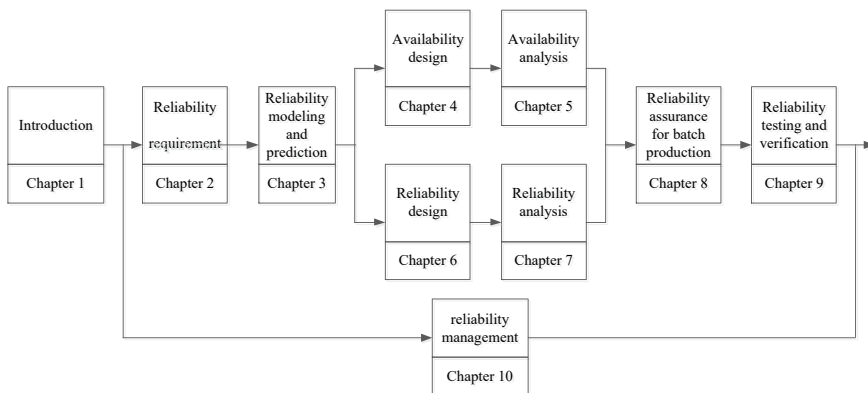 Introduction
Chapter 1
Reliability
requirement
Chapter 2
Reliability
modeling
and
prediction
Chapter 3
Availability
design
Chapter 4
Availability
analysis
Chapter 5
Reliability
design
Chapter 6
Reliability
analysis
Chapter 7
Reliability
assurance
for batch
production
Chapter 8
Reliability
testing and
verification
Chapter 9
reliability
management
Chapter 10